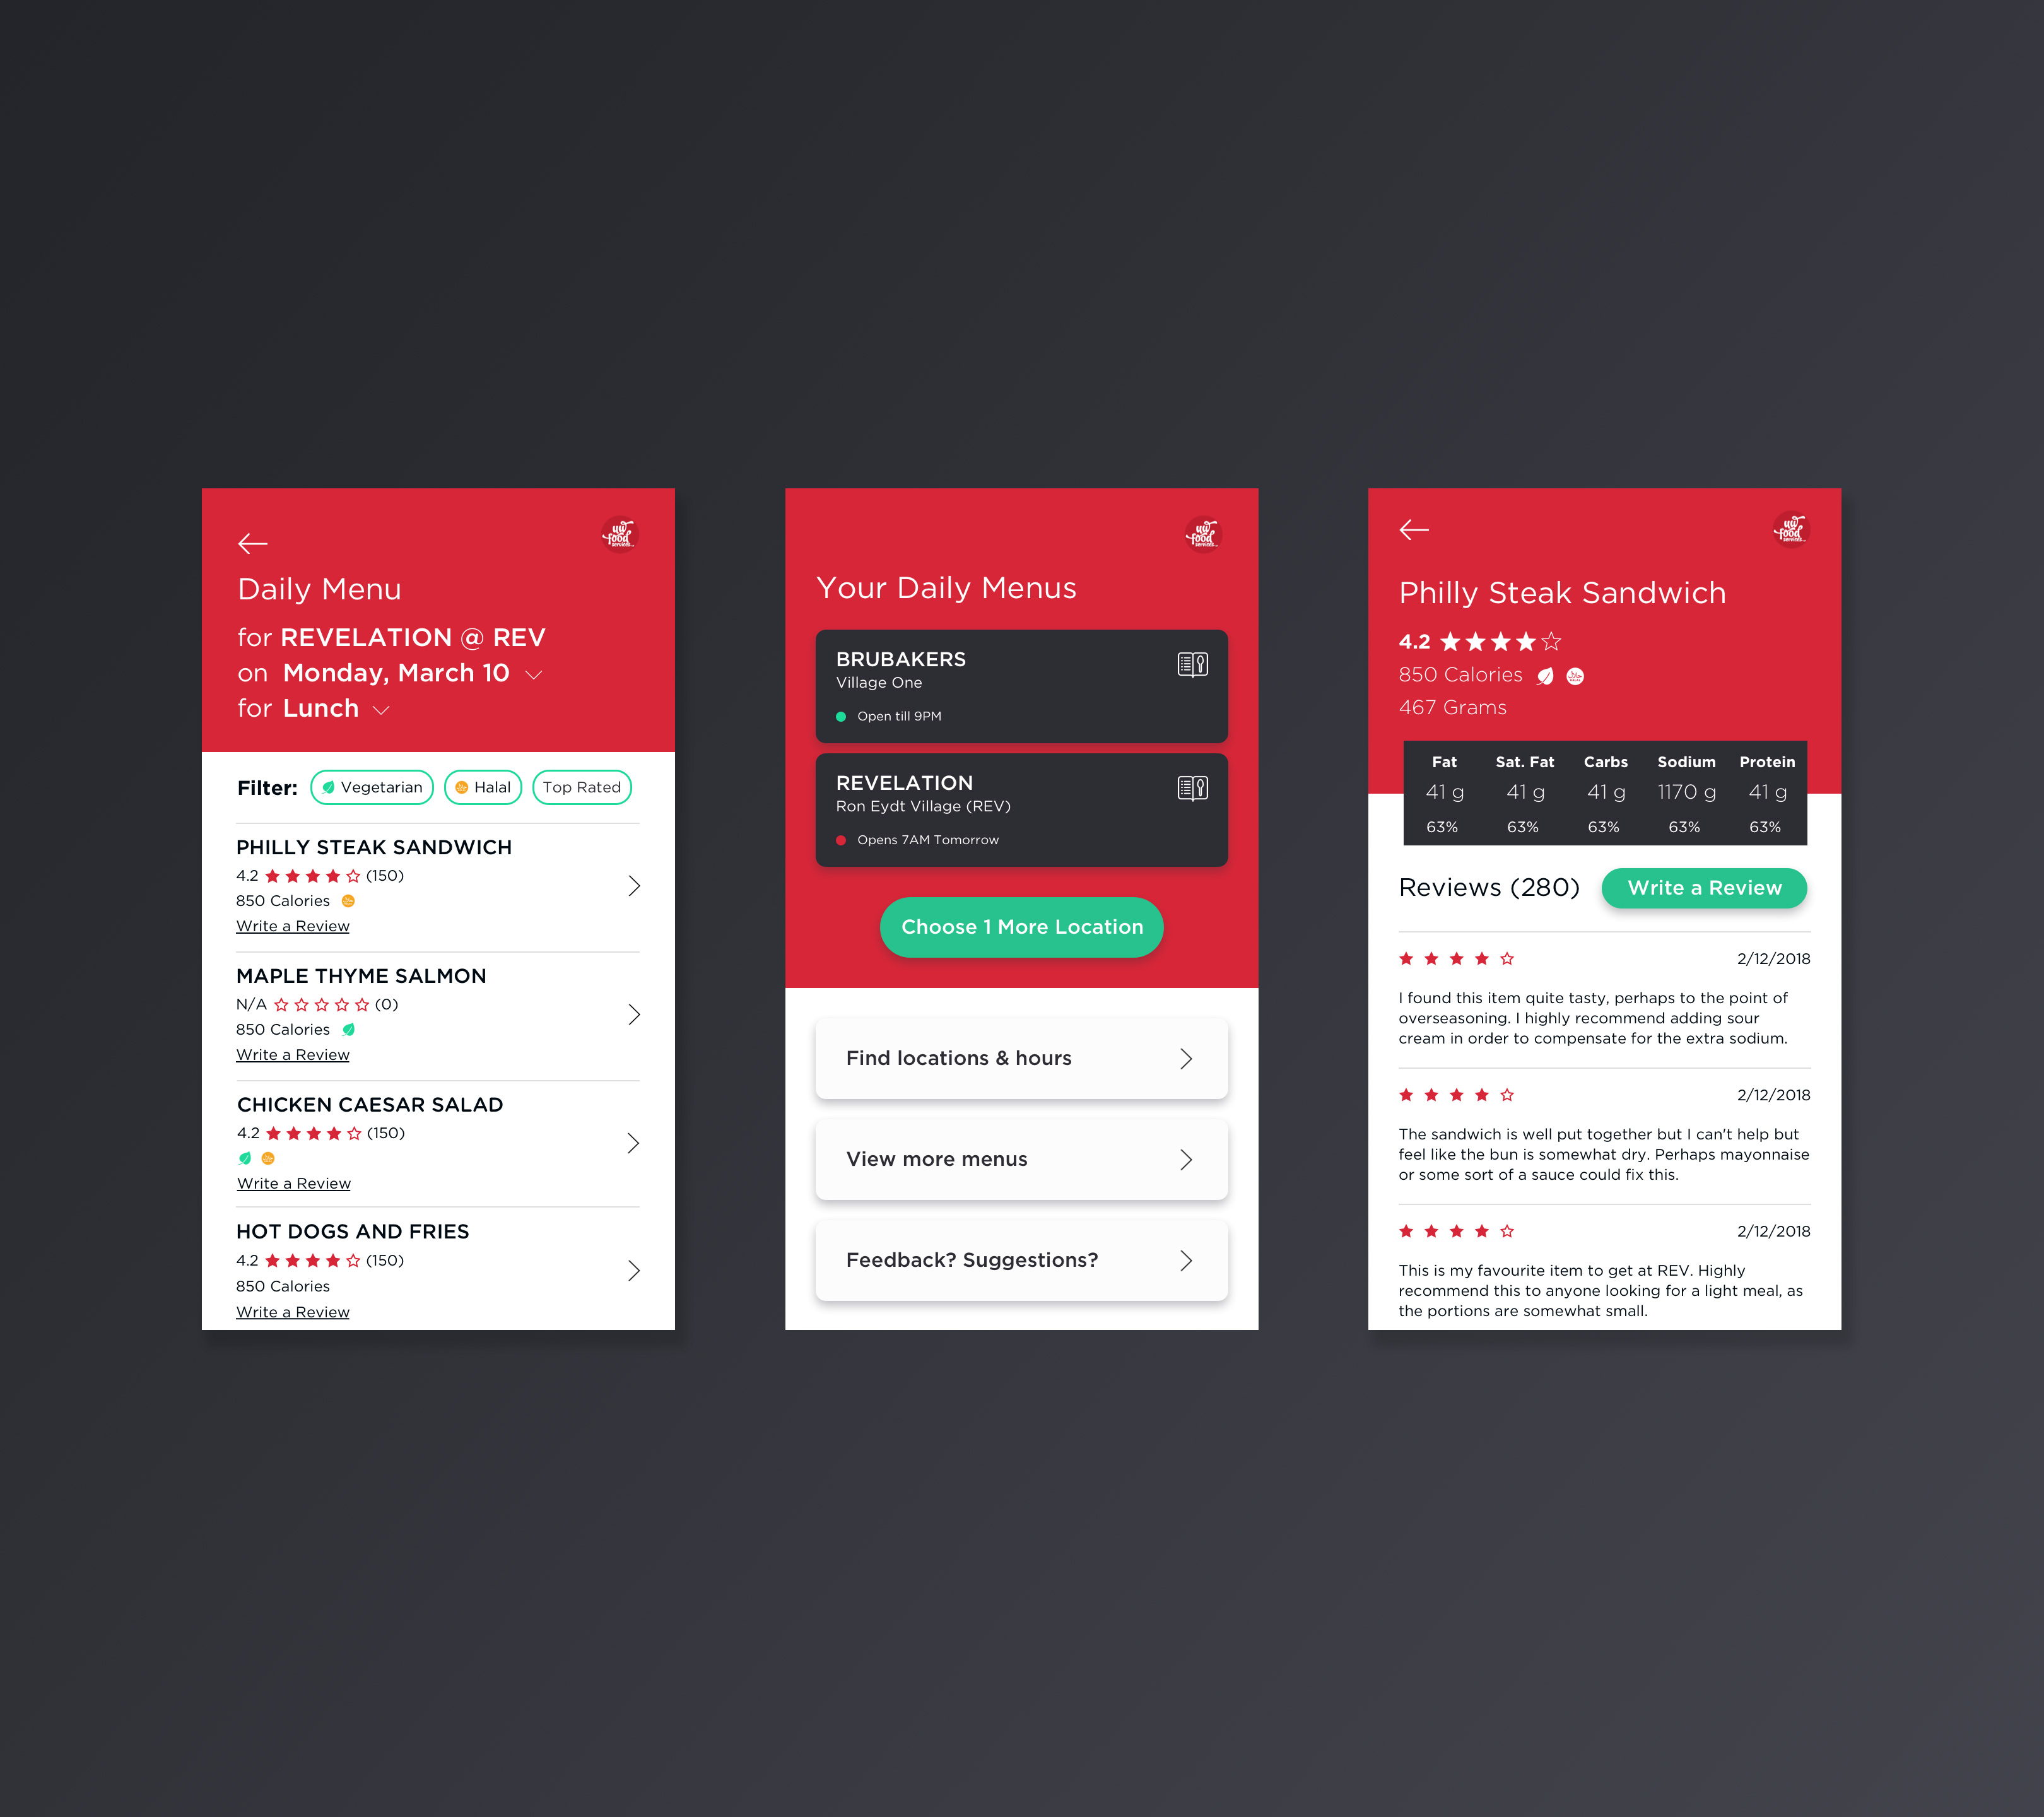 uw
food
services
Daily Menu
for REVELATION @ REV
on Monday, March 10
for Lunch
Filter: Vegetarian Halal Top Rated
PHILLY STEAK SANDWICH
4.2 (150)
850 Calories
Write a Review
MAPLE THYME SALMON
N/A (0)
850 Calories
Write a Review
CHICKEN CAESAR SALAD
4.2 (150)
Write a Review
HOT DOGS AND FRIES
4.2 (150)
850 Calories
Write a Review
uw
food
services
Your Daily Menus
BRUBAKERS
Village One
Open till 9PM
REVELATION
Ron Eydt Village (REV)
Opens 7AM Tomorrow
Choose 1 More Location
Find locations & hours
View more menus
Feedback? Suggestions?
uw
food
services
Philly Steak Sandwich
4.2
850 Calories
467 Grams
Fat Sat. Fat Carbs Sodium Protein
41 g 41 g 41 g 1170 g 41 g
63% 63% 63% 63% 63%
Reviews (280) Write a Review
2/12/2018
I found this item quite tasty, perhaps to the point of
overseasoning. I highly recommend adding sour
cream in order to compensate for the extra sodium.
2/12/2018
The sandwich is well put together but I can't help but
feel like the bun is somewhat dry. Perhaps mayonnaise
or some sort of a sauce could fix this.
2/12/2018
This is my favourite item to get at REV. Highly
recommend this to anyone looking for a light meal, as
the portions are somewhat small.